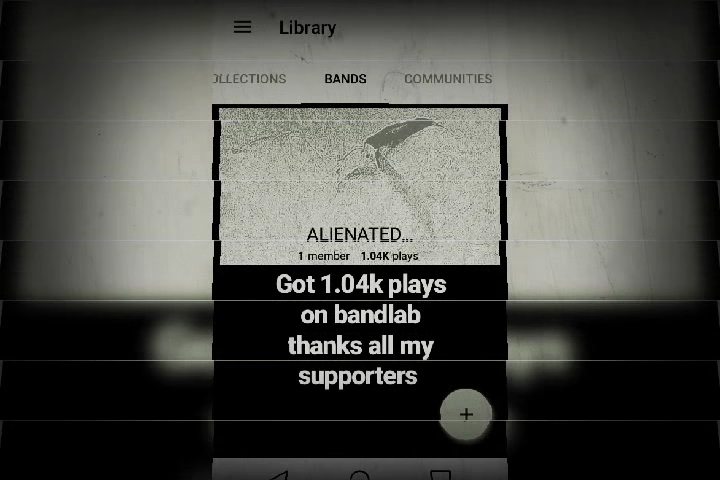 Library
OLLECTIONS BANDS COMMUNITIES
ALIENATED...
1 member 1.04K plays
Got 1.04k plays
on bandlab
thanks all my
supporters
+